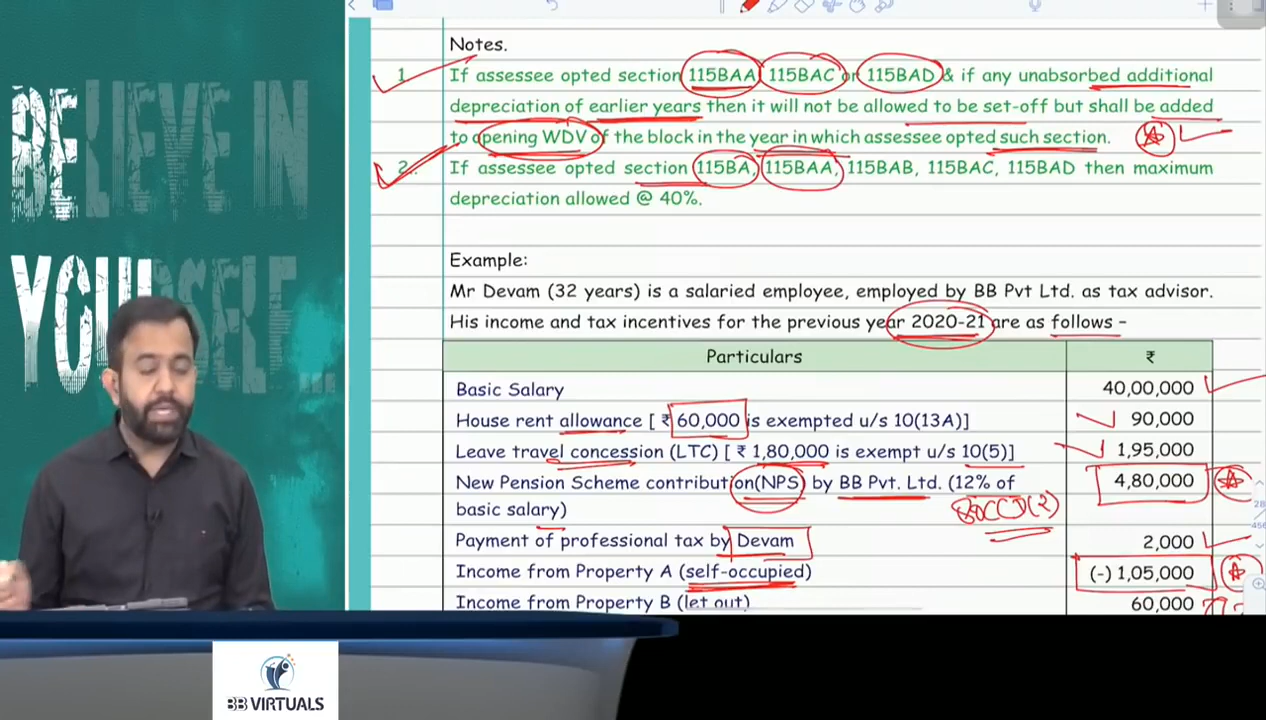 BELIEVE IN
YOURSELF...
Notes.
1. If assessee opted section 115BAA, 115BAC or 115BAD & if any unabsorbed additional
depreciation of earlier years then it will not be allowed to be set-off but shall be added
to opening WDV of the block in the year in which assessee opted such section.
2. If assessee opted section 115BA, 115BAA, 115BAB, 115BAC, 115BAD then maximum
depreciation allowed @ 40%.
Example:
Mr Devam (32 years) is a salaried employee, employed by BB Pvt Ltd. as tax advisor.
His income and tax incentives for the previous year 2020-21 are as follows -
Particulars ₹
Basic Salary 40,00,000
House rent allowance [ ₹ 60,000 is exempted u/s 10(13A)] 90,000
Leave travel concession (LTC) [ ₹ 1,80,000 is exempt u/s 10(5)] 1,95,000
New Pension Scheme contribution(NPS) by BB Pvt. Ltd. (12% of 4,80,000
basic salary) 80CCD(2)
Payment of professional tax by Devam 2,000
Income from Property A (self-occupied) (-) 1,05,000
Income from Property B (let out) 60,000
BB VIRTUALS